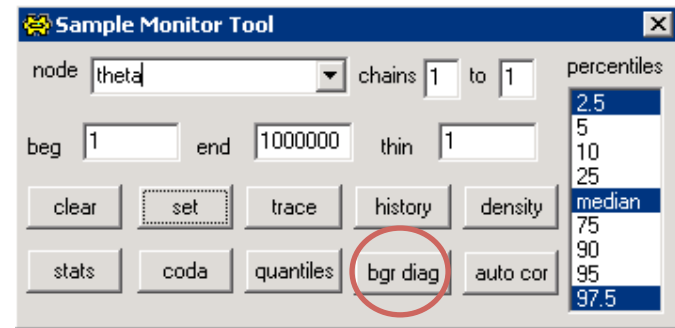 Sample Monitor Tool
node theta chains 1 to 1 percentiles
2.5
5
10
25
median
75
90
95
97.5
beg 1 end 1000000 thin 1
clear set trace history density
stats coda quantiles bgr diag auto cor